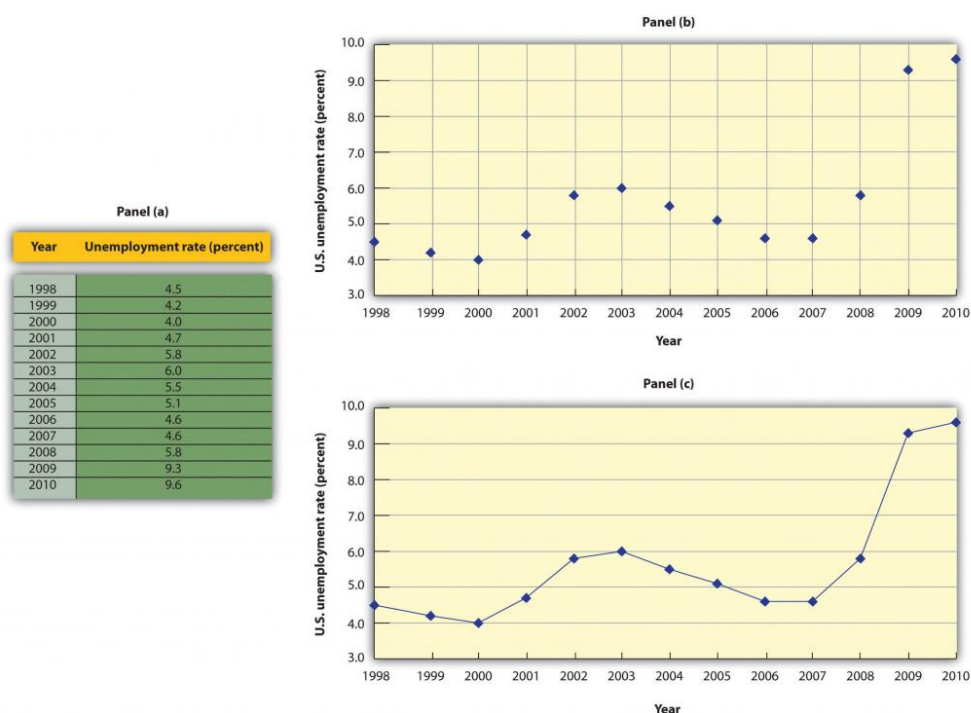 Panel (a)
Year Unemployment rate (percent)
1998 4.5
1999 4.2
2000 4.0
2001 4.7
2002 5.8
2003 6.0
2004 5.5
2005 5.1
2006 4.6
2007 4.6
2008 5.8
2009 9.3
2010 9.6
Panel (b)
U.S. unemployment rate (percent)
10.0
9.0
8.0
7.0
6.0
5.0
4.0
3.0
1998 1999 2000 2001 2002 2003 2004 2005 2006 2007 2008 2009 2010
Year
Panel (c)
U.S. unemployment rate (percent)
10.0
9.0
8.0
7.0
6.0
5.0
4.0
3.0
1998 1999 2000 2001 2002 2003 2004 2005 2006 2007 2008 2009 2010
Year